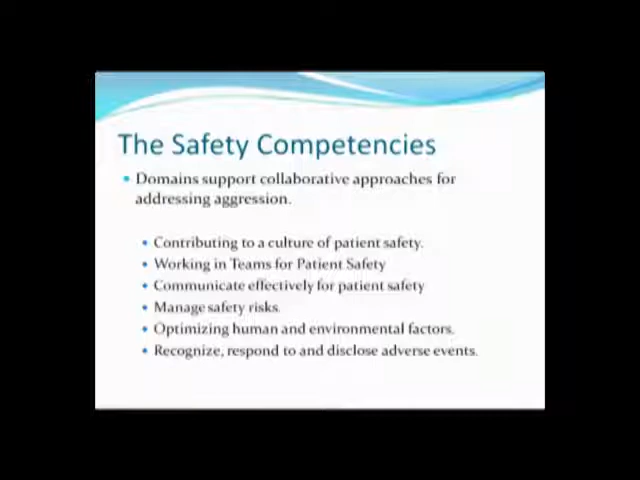 The Safety Competencies
Domains support collaborative approaches for
addressing aggression.
Contributing to a culture of patient safety.
Working in Teams for Patient Safety
Communicate effectively for patient safety
Manage safety risks.
Optimizing human and environmental factors.
Recognize, respond to and disclose adverse events.